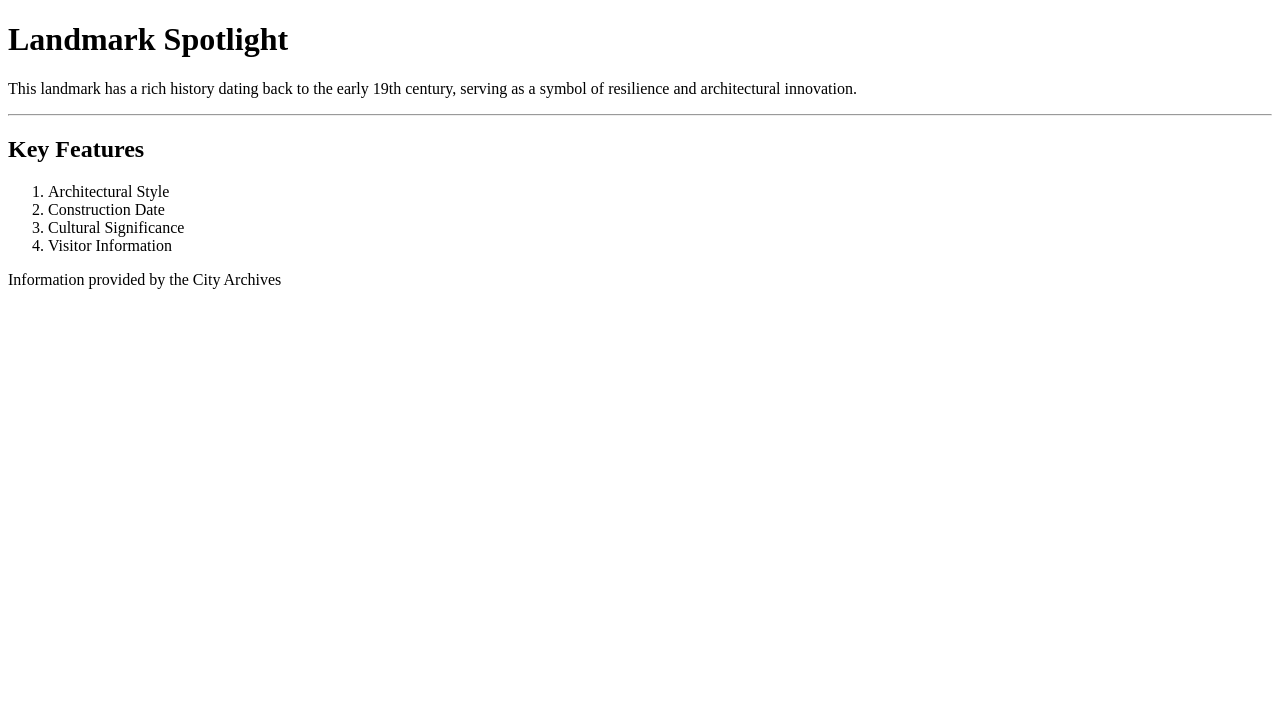 Landmark Spotlight
This landmark has a rich history dating back to the early 19th century, serving as a symbol of resilience and architectural innovation.
Key Features
1. Architectural Style
2. Construction Date
3. Cultural Significance
4. Visitor Information
Information provided by the City Archives